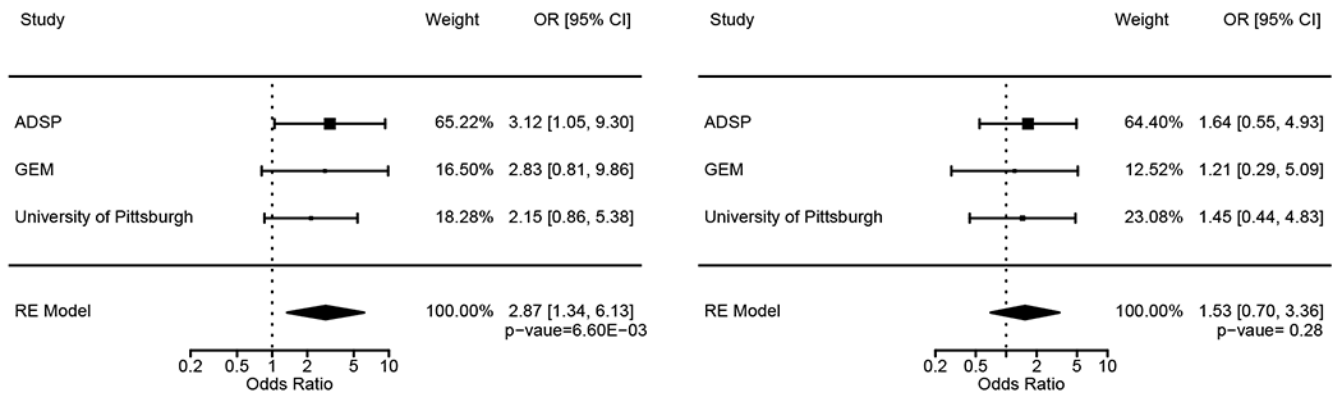 Study Weight OR [95% CI]
ADSP 65.22% 3.12 [1.05, 9.30]
GEM 16.50% 2.83 [0.81, 9.86]
University of Pittsburgh 18.28% 2.15 [0.86, 5.38]
RE Model 100.00% 2.87 [1.34, 6.13]
p−vaue=6.60E−03
0.2 0.5 1 2 5 10
Odds Ratio
Study Weight OR [95% CI]
ADSP 64.40% 1.64 [0.55, 4.93]
GEM 12.52% 1.21 [0.29, 5.09]
University of Pittsburgh 23.08% 1.45 [0.44, 4.83]
RE Model 100.00% 1.53 [0.70, 3.36]
p−vaue= 0.28
0.2 0.5 1 2 5 10
Odds Ratio